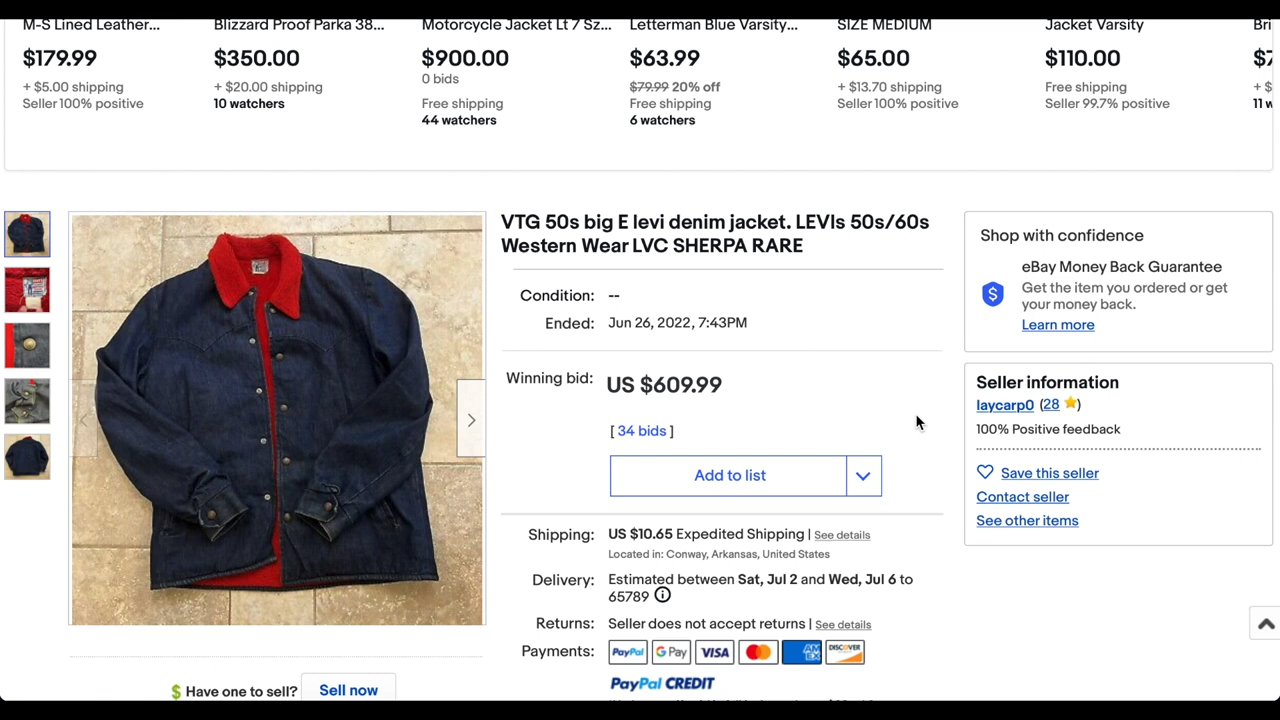 M-S Lined Leather...
Blizzard Proof Parka 38...
Motorcycle Jacket Lt 7 Sz...
Letterman Blue Varsity...
SIZE MEDIUM
Jacket Varsity
Bri
$179.99
$350.00
$900.00
$63.99
$65.00
$110.00
+ $5.00 shipping
Seller 100% positive
+ $20.00 shipping
10 watchers
0 bids
Free shipping
44 watchers
$79.99 20% off
Free shipping
6 watchers
+ $13.70 shipping
Seller 100% positive
Free shipping
Seller 99.7% positive
+ $
11 w
VTG 50s big E levi denim jacket. LEVIs 50s/60s
Western Wear LVC SHERPA RARE
Condition: --
Ended: Jun 26, 2022, 7:43PM
Winning bid: US $609.99
[ 34 bids ]
Add to list
Shipping: US $10.65 Expedited Shipping | See details
Located in: Conway, Arkansas, United States
Delivery: Estimated between Sat, Jul 2 and Wed, Jul 6 to
65789
Returns: Seller does not accept returns | See details
Payments: PayPal G Pay VISA AM EX DISCOVER
PayPal CREDIT
Shop with confidence
eBay Money Back Guarantee
Get the item you ordered or get
your money back.
Learn more
Seller information
laycarp0 (28)
100% Positive feedback
Save this seller
Contact seller
See other items
Have one to sell? Sell now